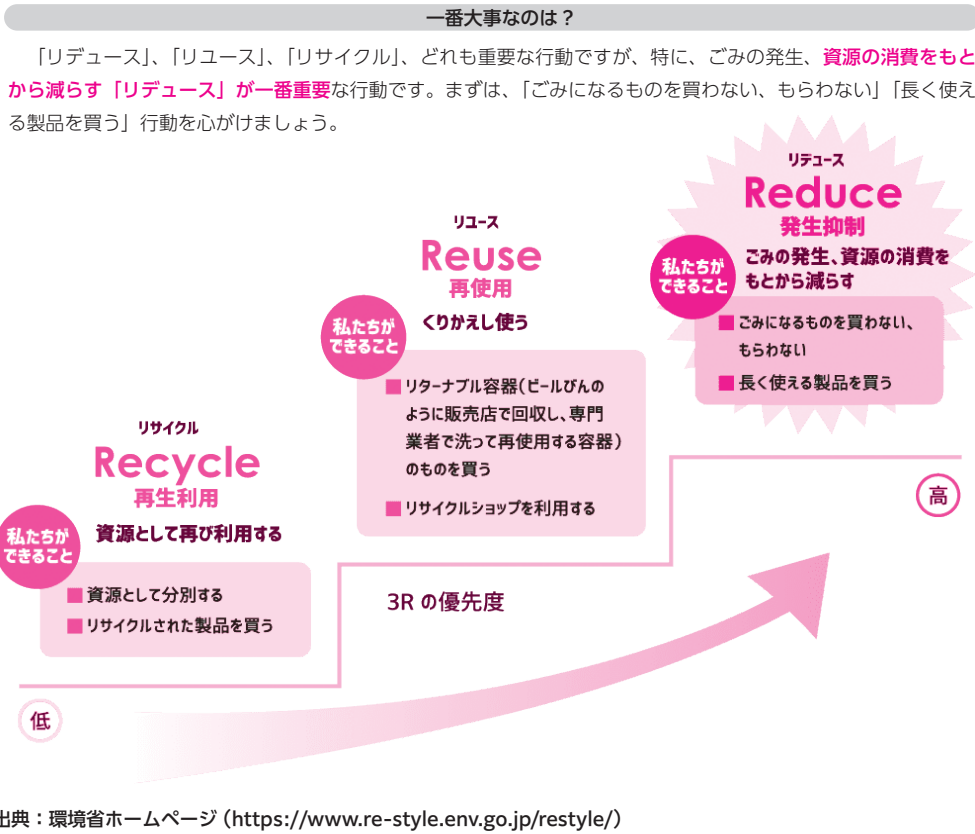 一番大事なのは？
「リデュース」、「リユース」、「リサイクル」、どれも重要な行動ですが、特に、ごみの発生、資源の消費をもと
から減らす「リデュース」が一番重要な行動です。まずは、「ごみになるものを買わない、もらわない」「長く使え
る製品を買う」行動を心がけましょう。
リデュース
Reduce
発生抑制
私たちが
できること
ごみの発生、資源の消費を
もとから減らす
■ ごみになるものを買わない、
もらわない
■ 長く使える製品を買う
リユース
Reuse
再使用
私たちが
できること
くりかえし使う
■ リターナブル容器（ビールびんの
ように販売店で回収し、専門
業者で洗って再使用する容器）
のものを買う
■ リサイクルショップを利用する
リサイクル
Recycle
再生利用
私たちが
できること
資源として再び利用する
■ 資源として分別する
■ リサイクルされた製品を買う
高
3R の優先度
低
出典：環境省ホームページ（https://www.re-style.env.go.jp/restyle/）